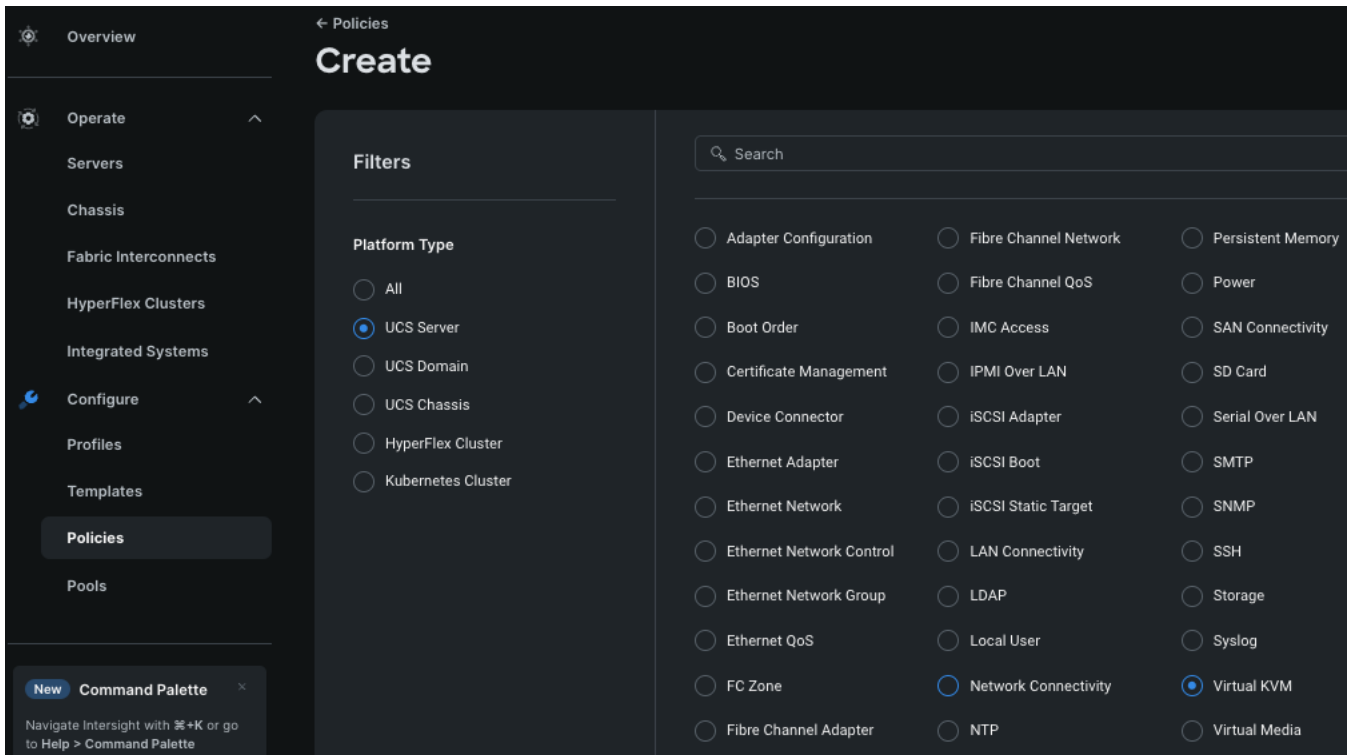 Overview
Operate
Servers
Chassis
Fabric Interconnects
HyperFlex Clusters
Integrated Systems
Configure
Profiles
Templates
Policies
Pools
New Command Palette ×
Navigate Intersight with ⌘+K or go
to Help > Command Palette
← Policies
Create
Filters
Platform Type
All
UCS Server
UCS Domain
UCS Chassis
HyperFlex Cluster
Kubernetes Cluster
Search
Adapter Configuration
BIOS
Boot Order
Certificate Management
Device Connector
Ethernet Adapter
Ethernet Network
Ethernet Network Control
Ethernet Network Group
Ethernet QoS
FC Zone
Fibre Channel Adapter
Fibre Channel Network
Fibre Channel QoS
IMC Access
IPMI Over LAN
iSCSI Adapter
iSCSI Boot
iSCSI Static Target
LAN Connectivity
LDAP
Local User
Network Connectivity
NTP
Persistent Memory
Power
SAN Connectivity
SD Card
Serial Over LAN
SMTP
SNMP
SSH
Storage
Syslog
Virtual KVM
Virtual Media